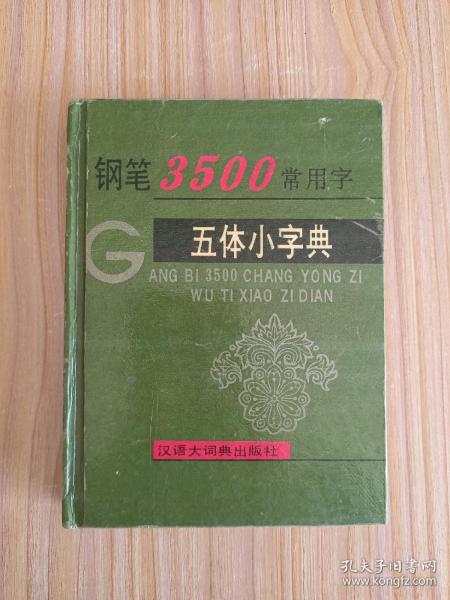 钢笔3500常用字
五体小字典
GANG BI 3500 CHANG YONG ZI
WU TI XIAO ZI DIAN
汉语大词典出版社
孔夫子旧书网
www.kongfz.com